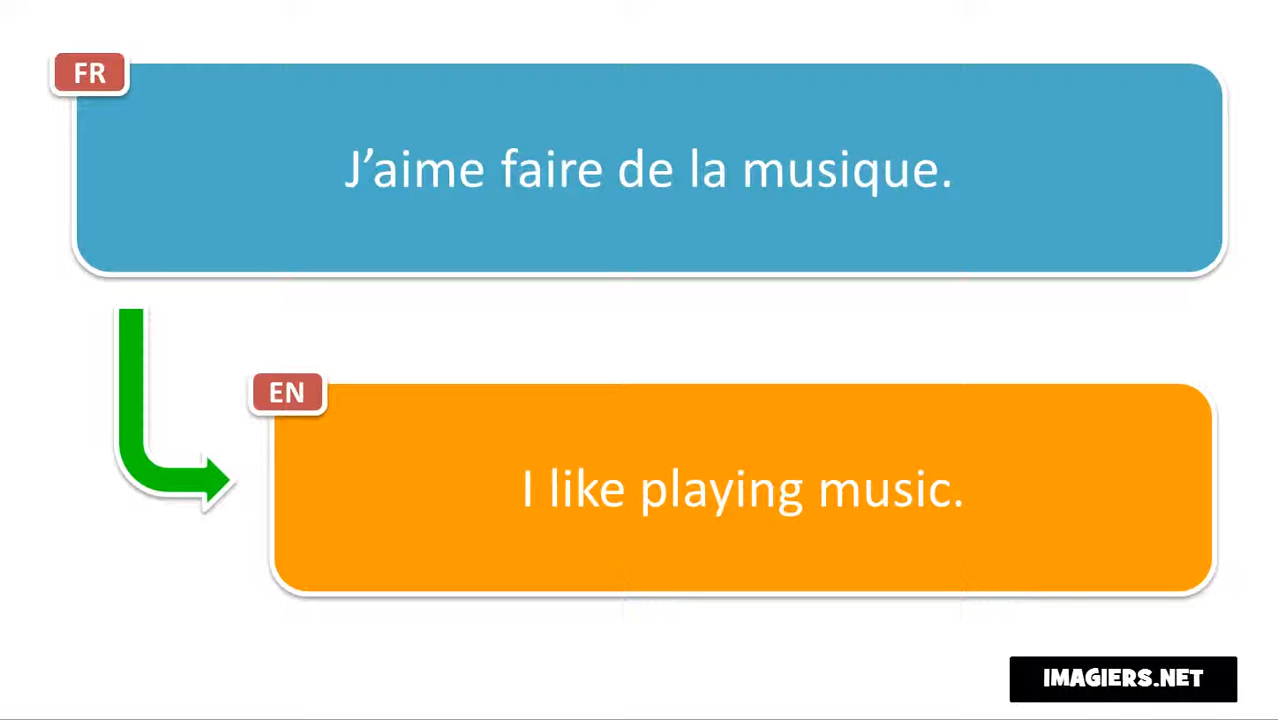 FR
J’aime faire de la musique.
EN
I like playing music.
IMAGIERS.NET